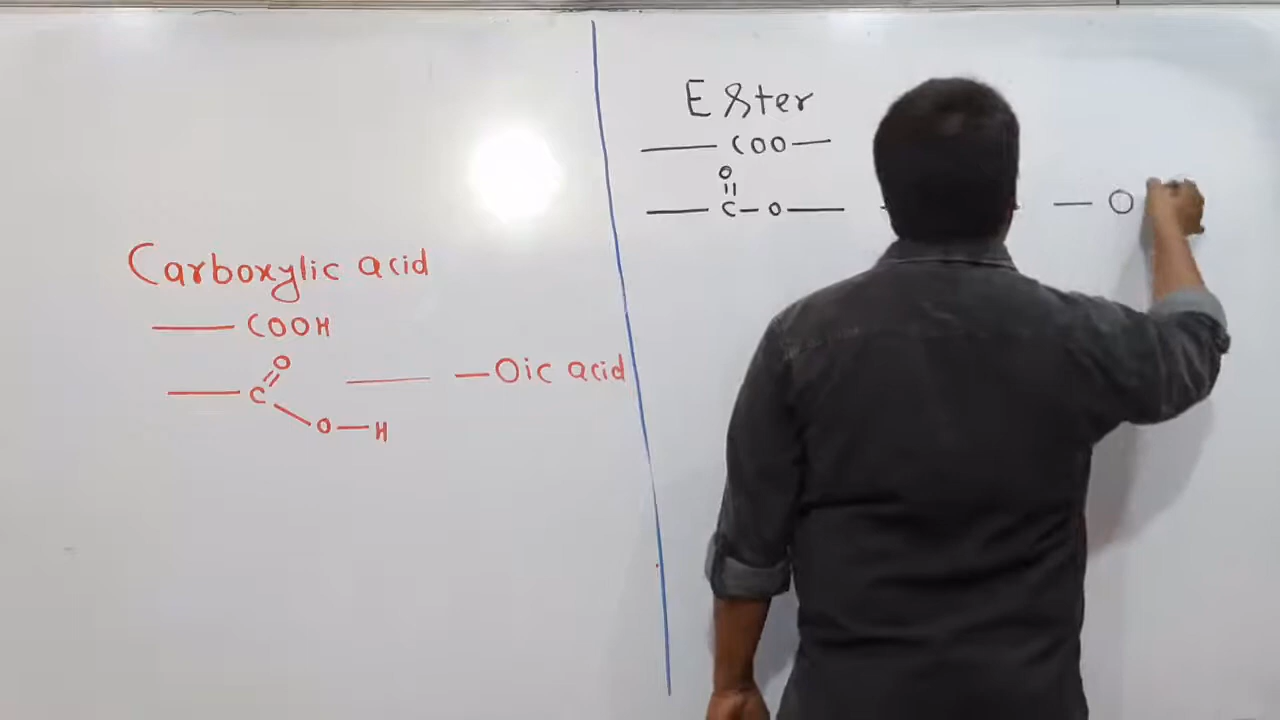 Carboxylic acid
— COOH
— C
O
O — H
— — Oic acid
Ester
— COO —
O
— C — O —
— O